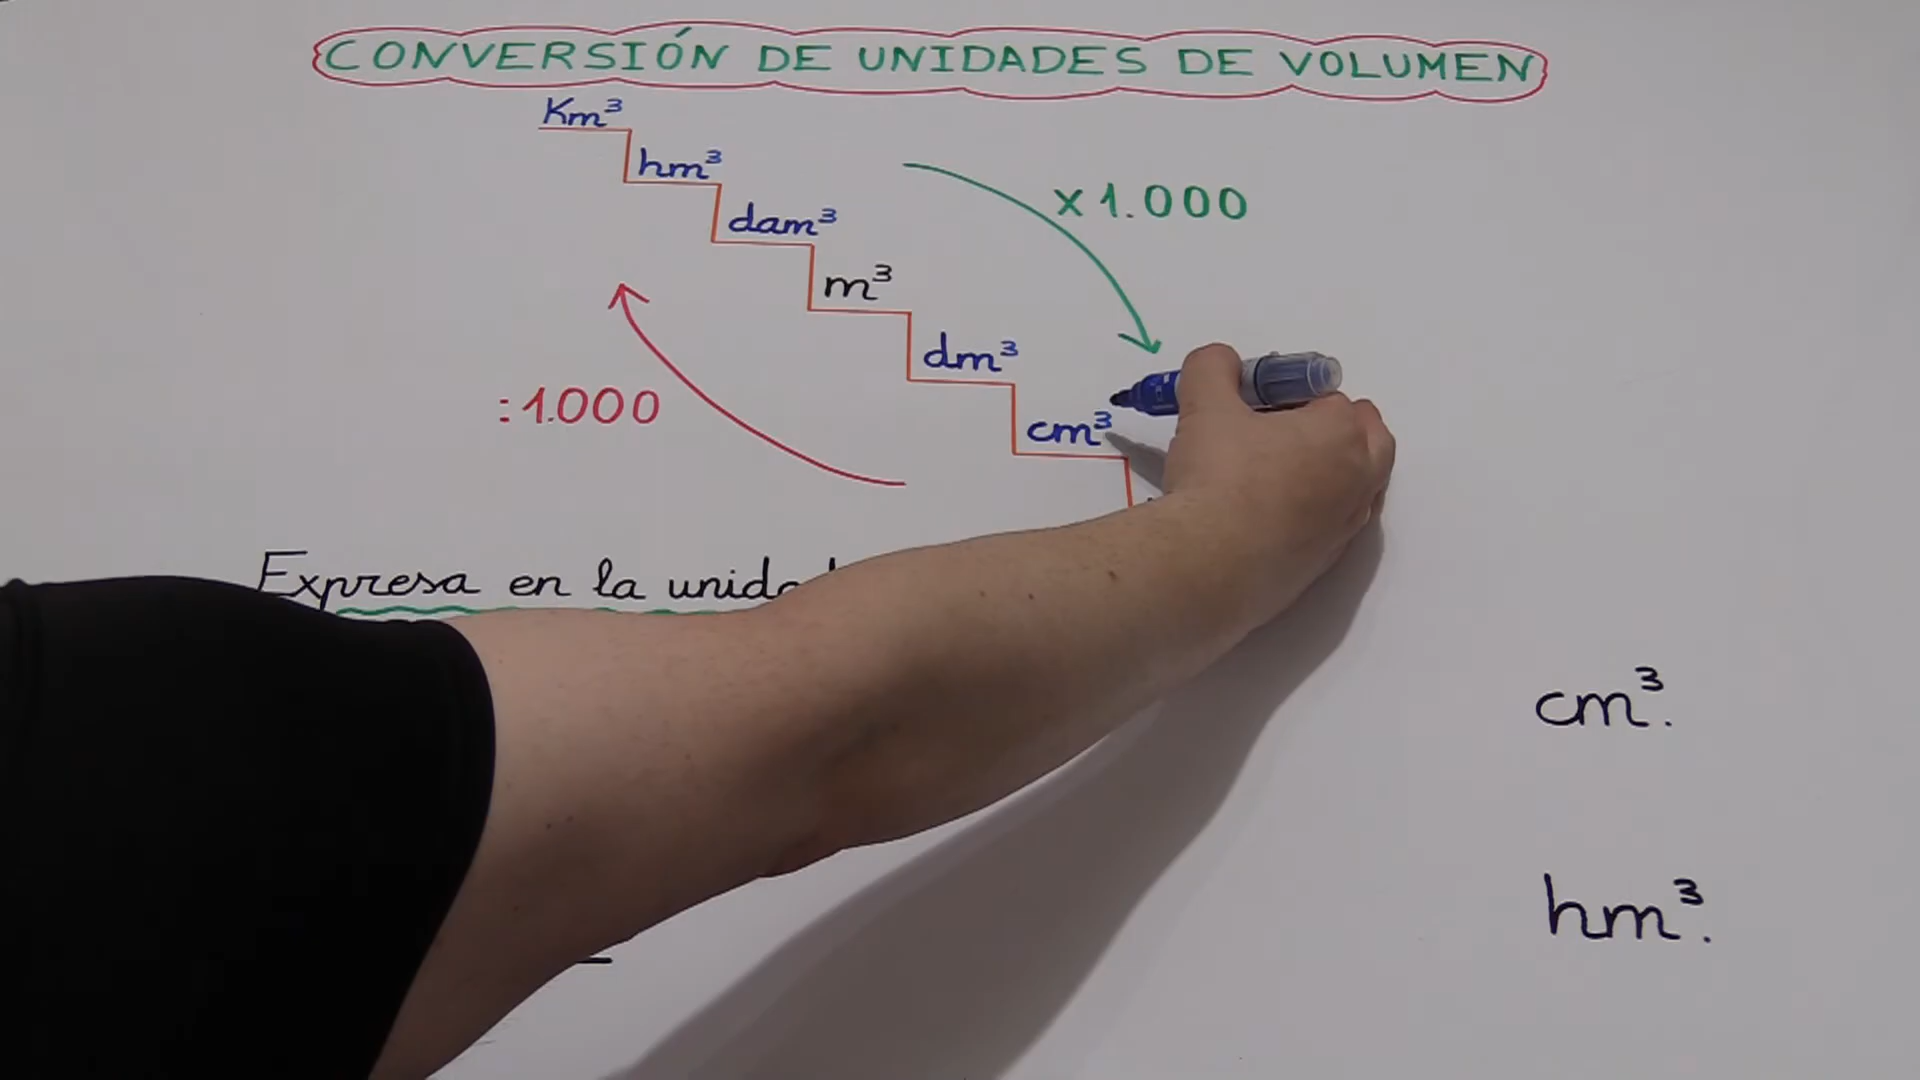 CONVERSIÓN DE UNIDADES DE VOLUMEN
Km³
hm³
dam³
m³
dm³
cm³
x 1.000
:1.000
Expresa en la
cm³.
hm³.